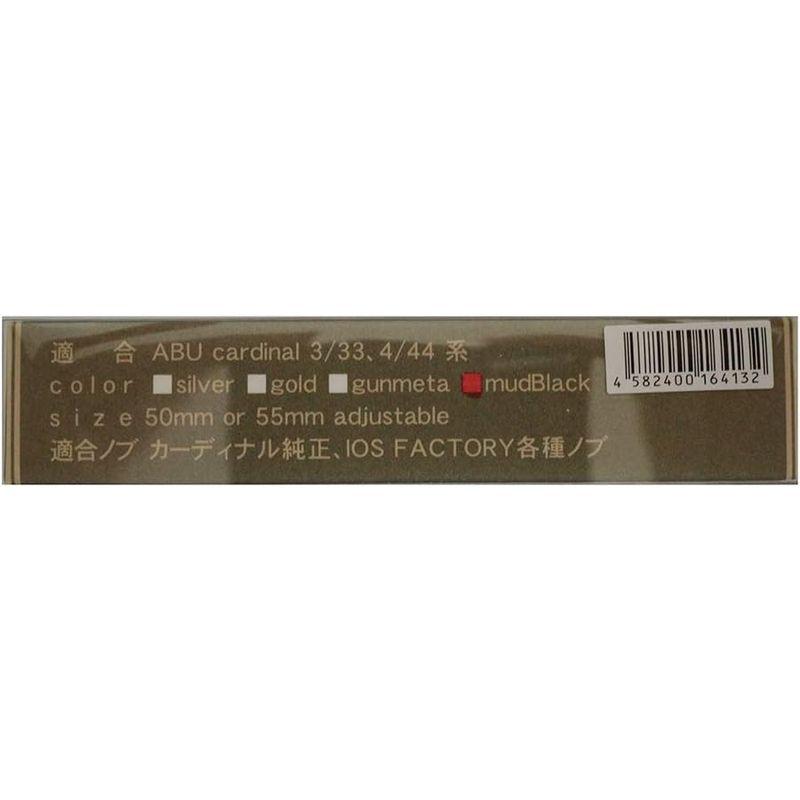 適　合 ABU cardinal 3/33、4/44 系
color ■silver ■gold ■gunmeta ■mudBlack
size 50mm or 55mm adjustable
適合ノブ カーディナル純正、IOS FACTORY各種ノブ
4 582400 164132